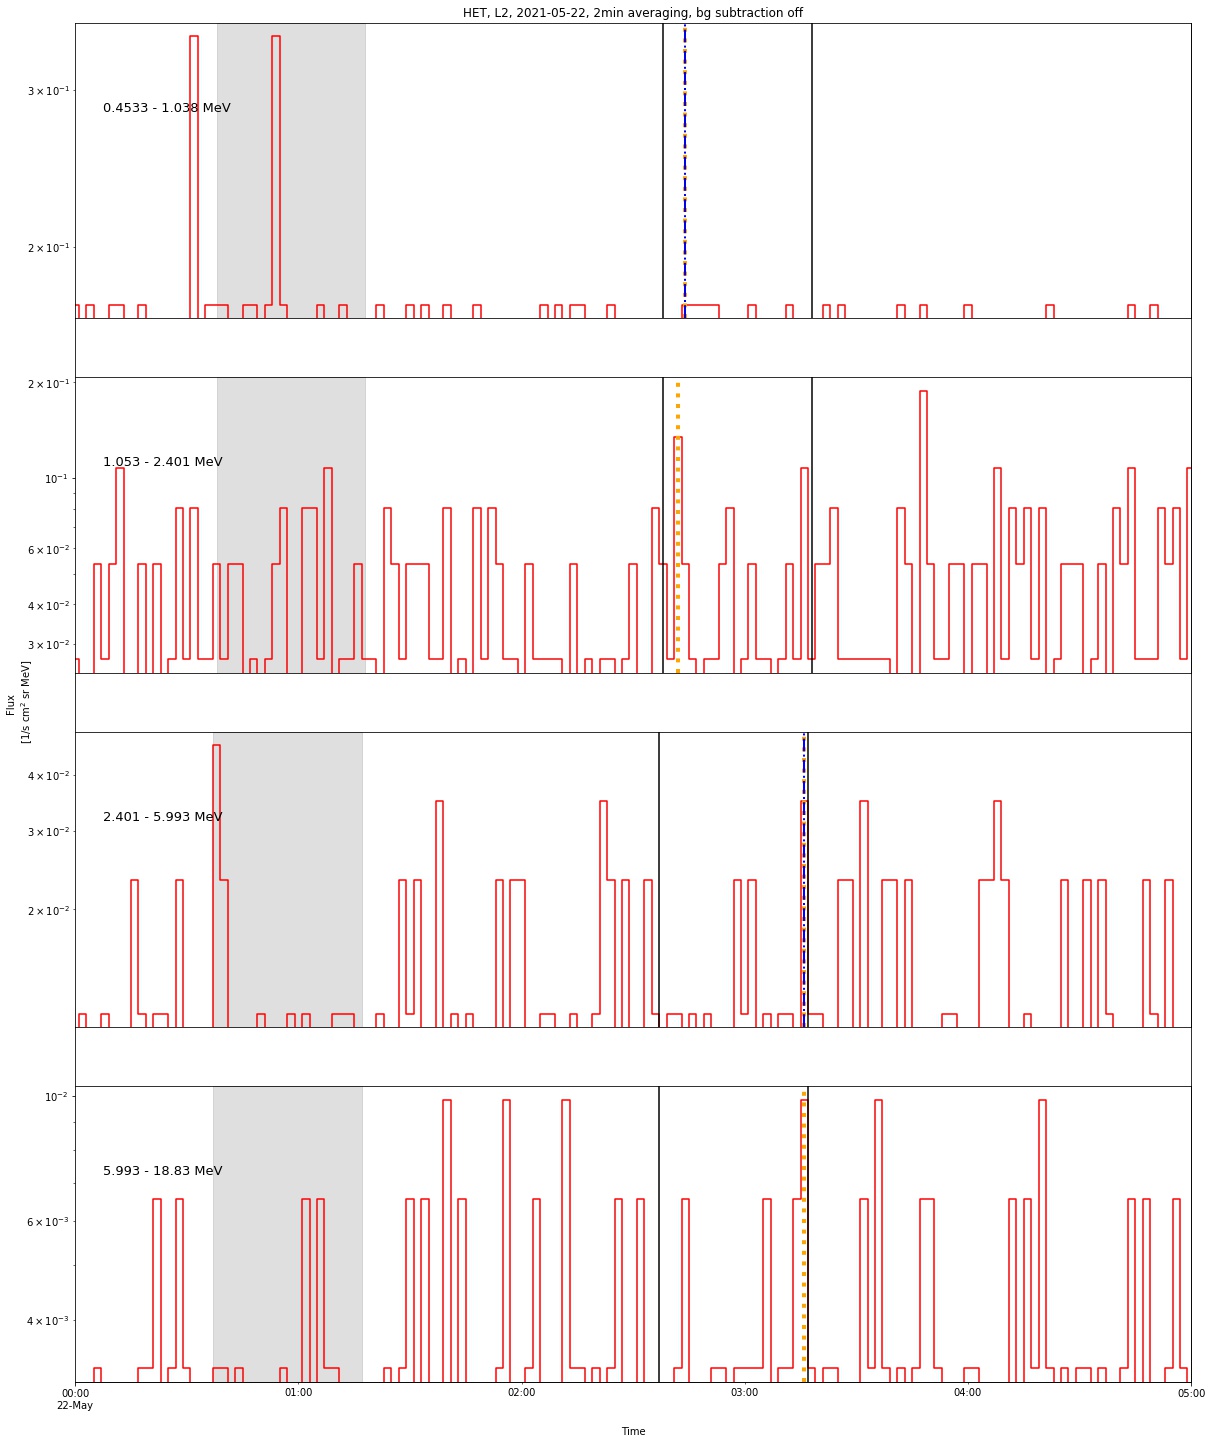 HET, L2, 2021-05-22, 2min averaging, bg subtraction off
3 × 10⁻¹
0.4533 - 1.038 MeV
2 × 10⁻¹
2 × 10⁻¹
1.053 - 2.401 MeV
10⁻¹
6 × 10⁻²
4 × 10⁻²
3 × 10⁻²
Flux
[1/s cm² sr MeV]
4 × 10⁻²
2.401 - 5.993 MeV
3 × 10⁻²
2 × 10⁻²
10⁻²
5.993 - 18.83 MeV
6 × 10⁻³
4 × 10⁻³
00:00 01:00 02:00 03:00 04:00 05:00
22-May
Time